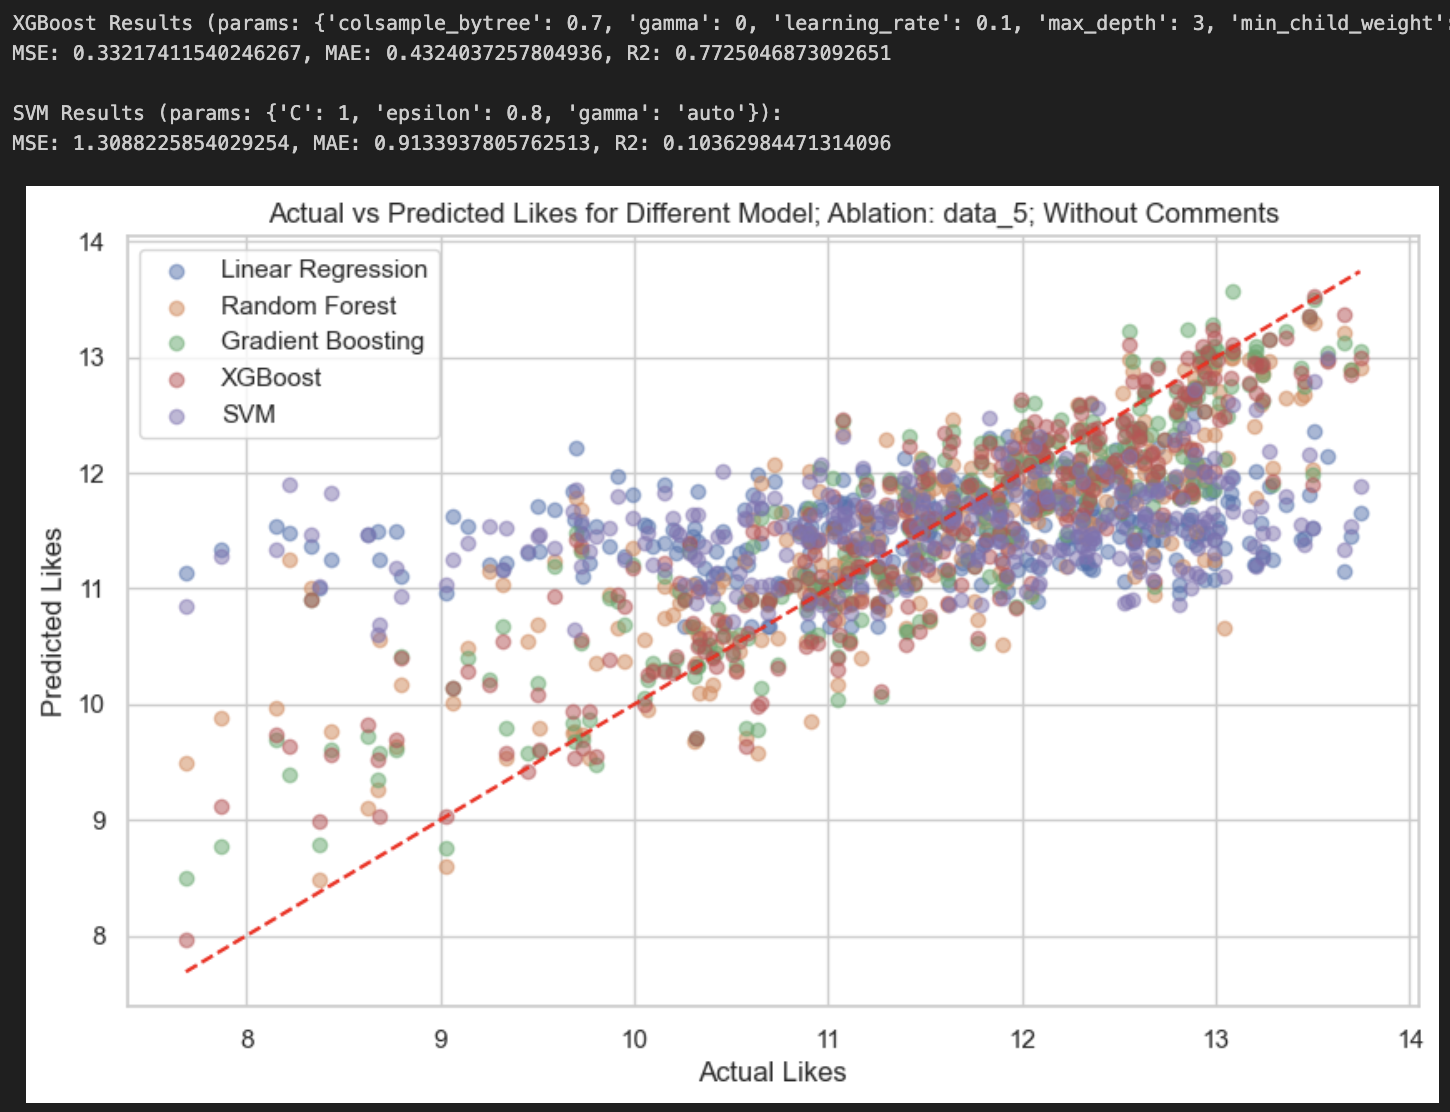 XGBoost Results (params: {'colsample_bytree': 0.7, 'gamma': 0, 'learning_rate': 0.1, 'max_depth': 3, 'min_child_weight':
MSE: 0.33217411540246267, MAE: 0.4324037257804936, R2: 0.7725046873092651
SVM Results (params: {'C': 1, 'epsilon': 0.8, 'gamma': 'auto'}):
MSE: 1.3088225854029254, MAE: 0.9133937805762513, R2: 0.10362984471314096
Actual vs Predicted Likes for Different Model; Ablation: data_5; Without Comments
Linear Regression
Random Forest
Gradient Boosting
XGBoost
SVM
14
13
12
11
10
9
8
Predicted Likes
8 9 10 11 12 13 14
Actual Likes